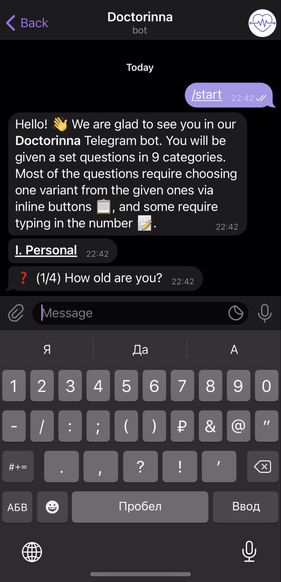 Back
Doctorinna
bot
Today
/start 22:42
Hello! 👋 We are glad to see you in our
Doctorinna Telegram bot. You will be
given a set questions in 9 categories.
Most of the questions require choosing
one variant from the given ones via
inline buttons 📋, and some require
typing in the number 📝. 22:42
I. Personal 22:42
❓ (1/4) How old are you? 22:42
Message
Я Да А
1 2 3 4 5 6 7 8 9 0
- / : ; ( ) ₽ & @ "
#+= . , ? ! '
АБВ Пробел Ввод